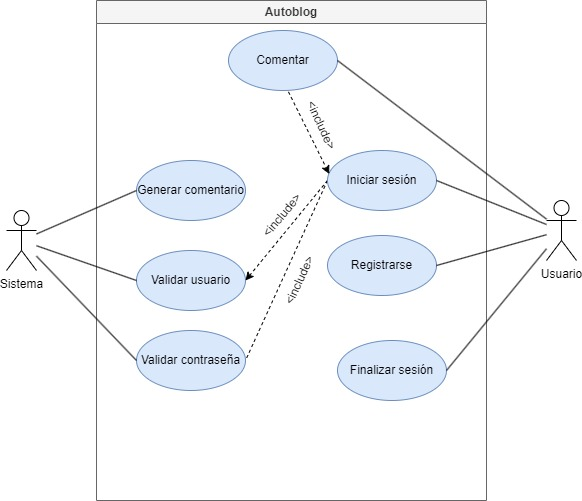 Autoblog
Comentar
<include>
Generar comentario
Iniciar sesión
<include>
Sistema
Validar usuario
Registrarse
Usuario
<include>
Validar contraseña
Finalizar sesión